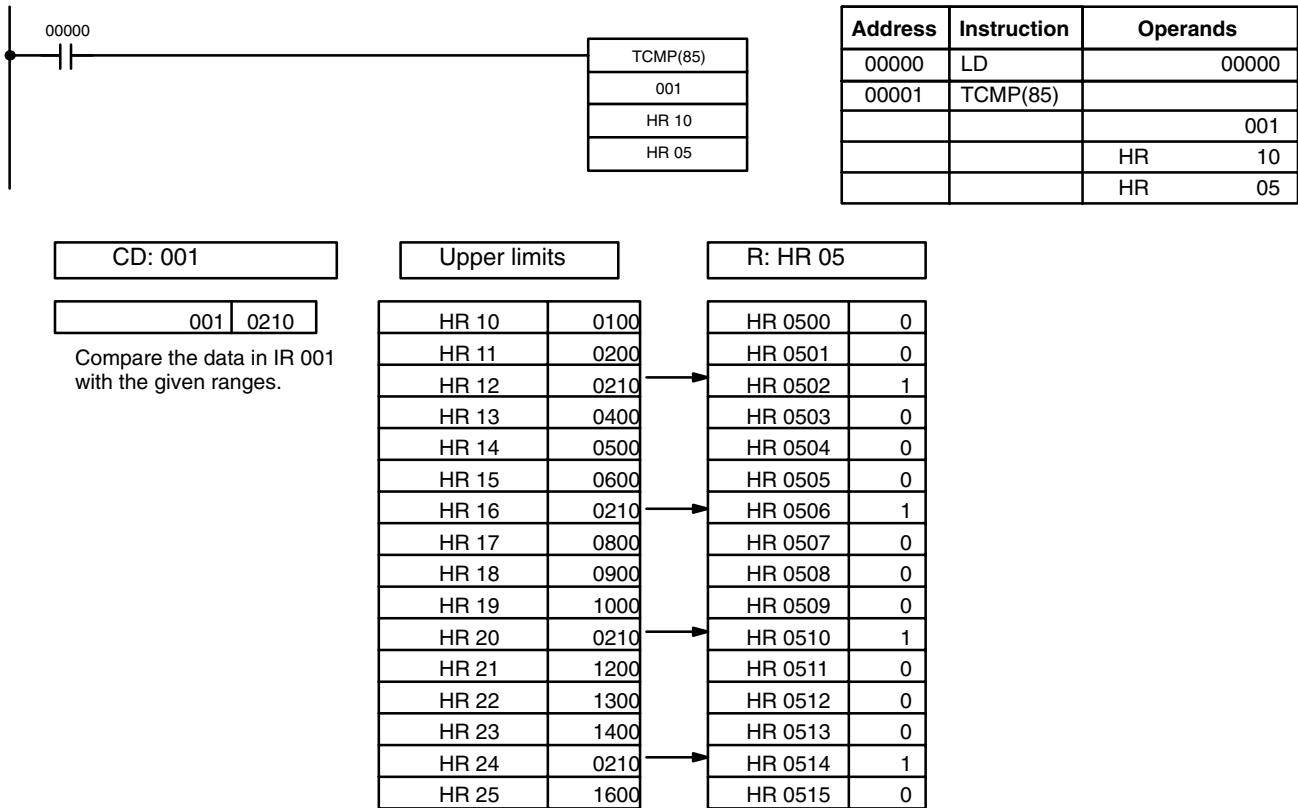 00000
TCMP(85)
001
HR 10
HR 05
Address Instruction Operands
00000 LD 00000
00001 TCMP(85)
001
HR 10
HR 05
CD: 001
001 0210
Compare the data in IR 001
with the given ranges.
Upper limits
R: HR 05
HR 10 0100 HR 0500 0
HR 11 0200 HR 0501 0
HR 12 0210 HR 0502 1
HR 13 0400 HR 0503 0
HR 14 0500 HR 0504 0
HR 15 0600 HR 0505 0
HR 16 0210 HR 0506 1
HR 17 0800 HR 0507 0
HR 18 0900 HR 0508 0
HR 19 1000 HR 0509 0
HR 20 0210 HR 0510 1
HR 21 1200 HR 0511 0
HR 22 1300 HR 0512 0
HR 23 1400 HR 0513 0
HR 24 0210 HR 0514 1
HR 25 1600 HR 0515 0